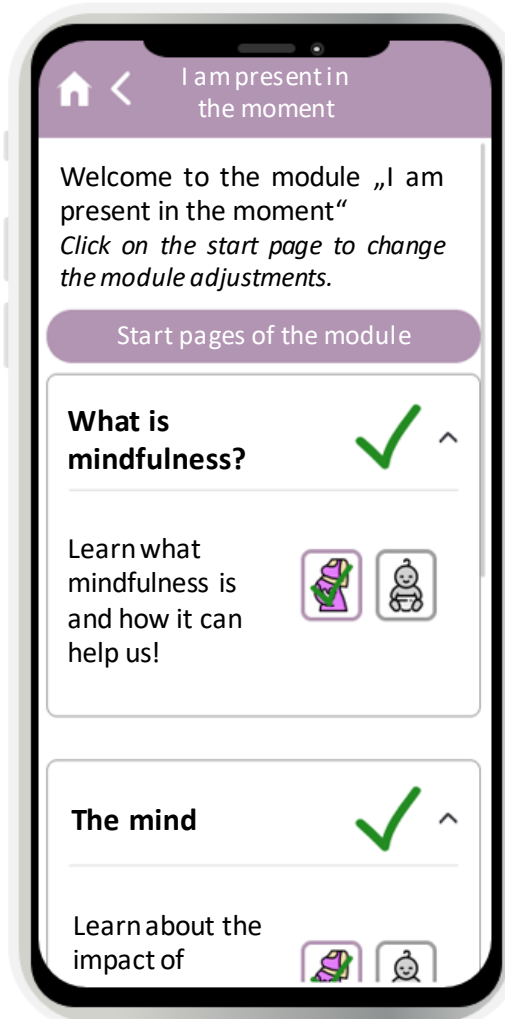 I am present in
the moment
Welcome to the module „I am
present in the moment“
Click on the start page to change
the module adjustments.
Start pages of the module
What is
mindfulness?
Learn what
mindfulness is
and how it can
help us!
The mind
Learn about the
impact of